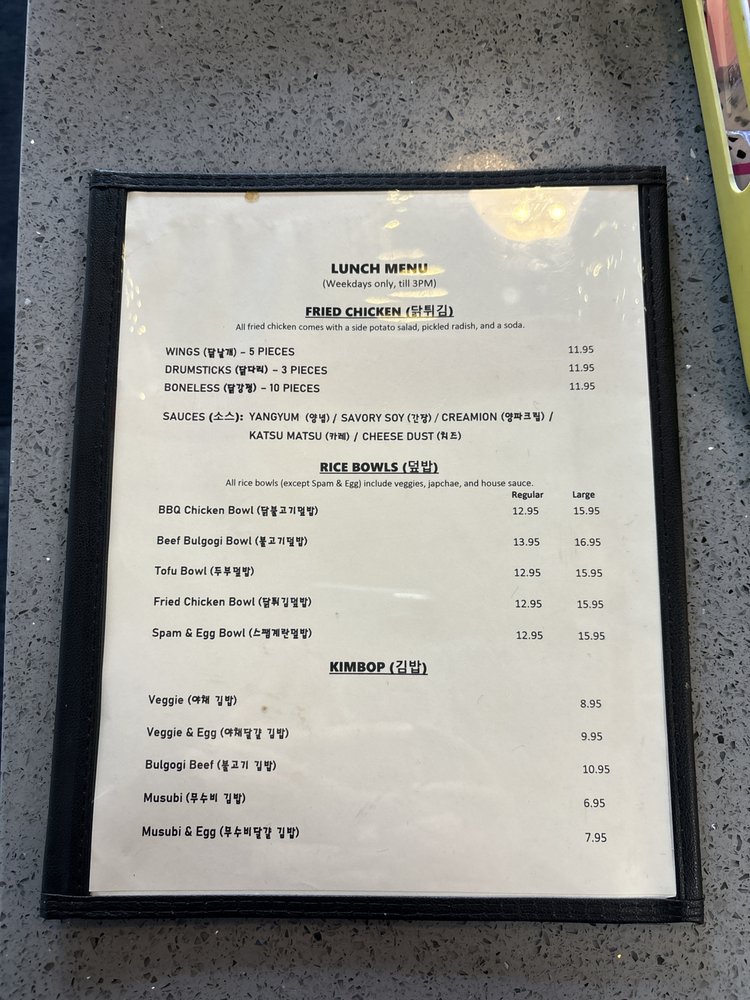 LUNCH MENU
(Weekdays only, till 3PM)
FRIED CHICKEN (닭튀김)
All fried chicken comes with a side potato salad, pickled radish, and a soda.
WINGS (닭날개) – 5 PIECES 11.95
DRUMSTICKS (닭다리) – 3 PIECES 11.95
BONELESS (닭강정) – 10 PIECES 11.95
SAUCES (소스): YANGYUM (양념) / SAVORY SOY (간장) / CREAMION (양파크림) /
KATSU MATSU (카레) / CHEESE DUST (치즈)
RICE BOWLS (덮밥)
All rice bowls (except Spam & Egg) include veggies, japchae, and house sauce.
Regular Large
BBQ Chicken Bowl (닭불고기덮밥) 12.95 15.95
Beef Bulgogi Bowl (불고기덮밥) 13.95 16.95
Tofu Bowl (두부덮밥) 12.95 15.95
Fried Chicken Bowl (닭튀김덮밥) 12.95 15.95
Spam & Egg Bowl (스팸계란덮밥) 12.95 15.95
KIMBOP (김밥)
Veggie (야채 김밥) 8.95
Veggie & Egg (야채달걀 김밥) 9.95
Bulgogi Beef (불고기 김밥) 10.95
Musubi (무수비 김밥) 6.95
Musubi & Egg (무수비달걀 김밥) 7.95